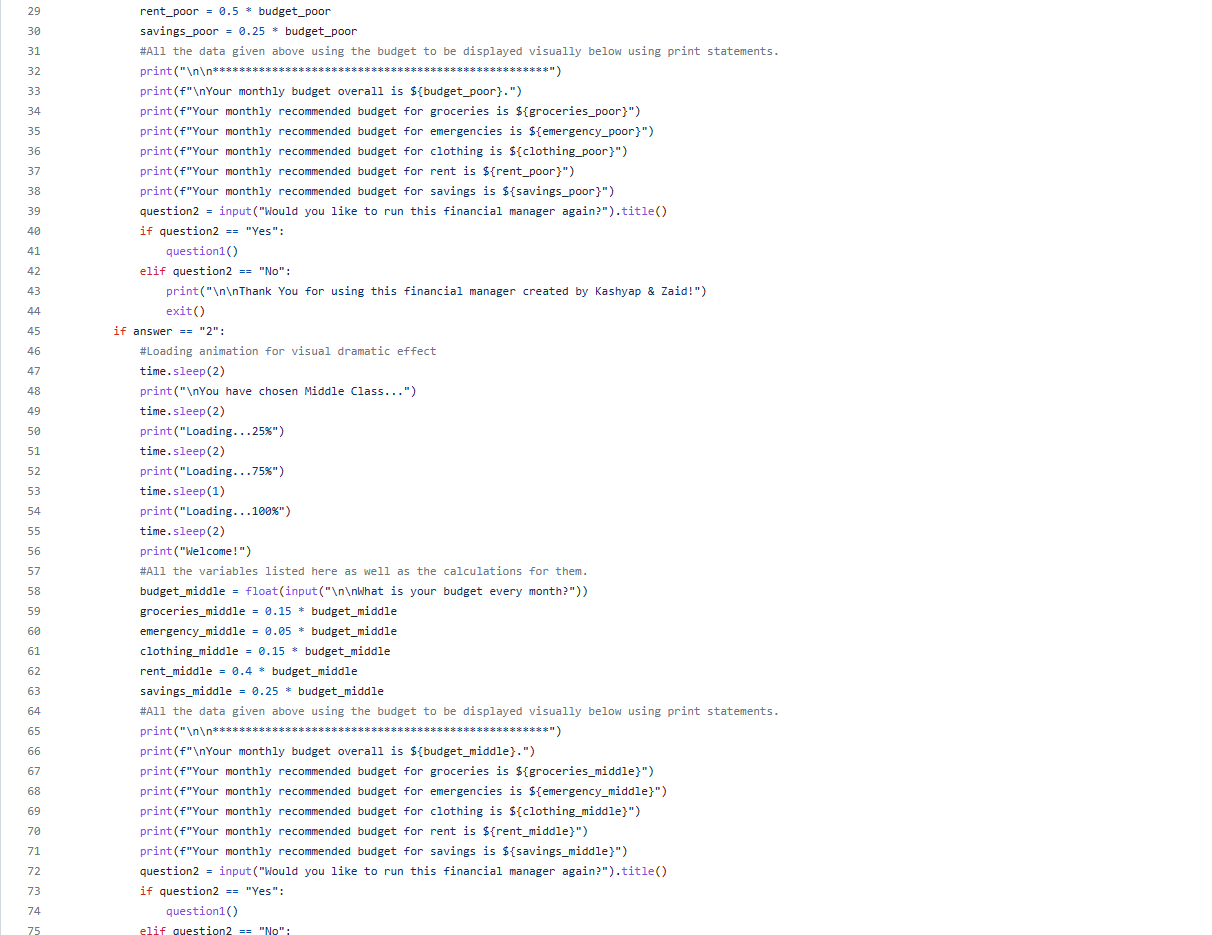 29 rent_poor = 0.5 * budget_poor
30 savings_poor = 0.25 * budget_poor
31 #All the data given above using the budget to be displayed visually below using print statements.
32 print("\n\n***************************************************")
33 print(f"\nYour monthly budget overall is ${budget_poor}.")
34 print(f"Your monthly recommended budget for groceries is ${groceries_poor}")
35 print(f"Your monthly recommended budget for emergencies is ${emergency_poor}")
36 print(f"Your monthly recommended budget for clothing is ${clothing_poor}")
37 print(f"Your monthly recommended budget for rent is ${rent_poor}")
38 print(f"Your monthly recommended budget for savings is ${savings_poor}")
39 question2 = input("Would you like to run this financial manager again?").title()
40 if question2 == "Yes":
41 question1()
42 elif question2 == "No":
43 print("\n\nThank You for using this financial manager created by Kashyap & Zaid!")
44 exit()
45 if answer == "2":
46 #Loading animation for visual dramatic effect
47 time.sleep(2)
48 print("\nYou have chosen Middle Class...")
49 time.sleep(2)
50 print("Loading...25%")
51 time.sleep(2)
52 print("Loading...75%")
53 time.sleep(1)
54 print("Loading...100%")
55 time.sleep(2)
56 print("Welcome!")
57 #All the variables listed here as well as the calculations for them.
58 budget_middle = float(input("\n\nWhat is your budget every month?"))
59 groceries_middle = 0.15 * budget_middle
60 emergency_middle = 0.05 * budget_middle
61 clothing_middle = 0.15 * budget_middle
62 rent_middle = 0.4 * budget_middle
63 savings_middle = 0.25 * budget_middle
64 #All the data given above using the budget to be displayed visually below using print statements.
65 print("\n\n***************************************************")
66 print(f"\nYour monthly budget overall is ${budget_middle}.")
67 print(f"Your monthly recommended budget for groceries is ${groceries_middle}")
68 print(f"Your monthly recommended budget for emergencies is ${emergency_middle}")
69 print(f"Your monthly recommended budget for clothing is ${clothing_middle}")
70 print(f"Your monthly recommended budget for rent is ${rent_middle}")
71 print(f"Your monthly recommended budget for savings is ${savings_middle}")
72 question2 = input("Would you like to run this financial manager again?").title()
73 if question2 == "Yes":
74 question1()
75 elif question2 == "No":